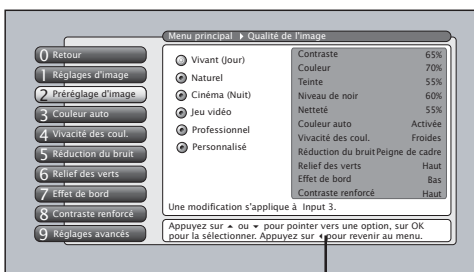 Menu principal ▸ Qualité de l'image
0 Retour
1 Réglages d'image
2 Préréglage d'image
3 Couleur auto
4 Vivacité des coul.
5 Réduction du bruit
6 Relief des verts
7 Effet de bord
8 Contraste renforcé
9 Réglages avancés
Vivant (Jour)
Naturel
Cinéma (Nuit)
Jeu vidéo
Professionnel
Personnalisé
Contraste 65%
Couleur 70%
Teinte 55%
Niveau de noir 60%
Netteté 55%
Couleur auto Activée
Vivacité des coul. Froides
Réduction du bruit Peigne de cadre
Relief des verts Haut
Effet de bord Bas
Contraste renforcé Haut
Une modification s'applique à Input 3.
Appuyez sur ▲ ou ▼ pour pointer vers une option, sur OK
pour la sélectionner. Appuyez sur ◀ pour revenir au menu.